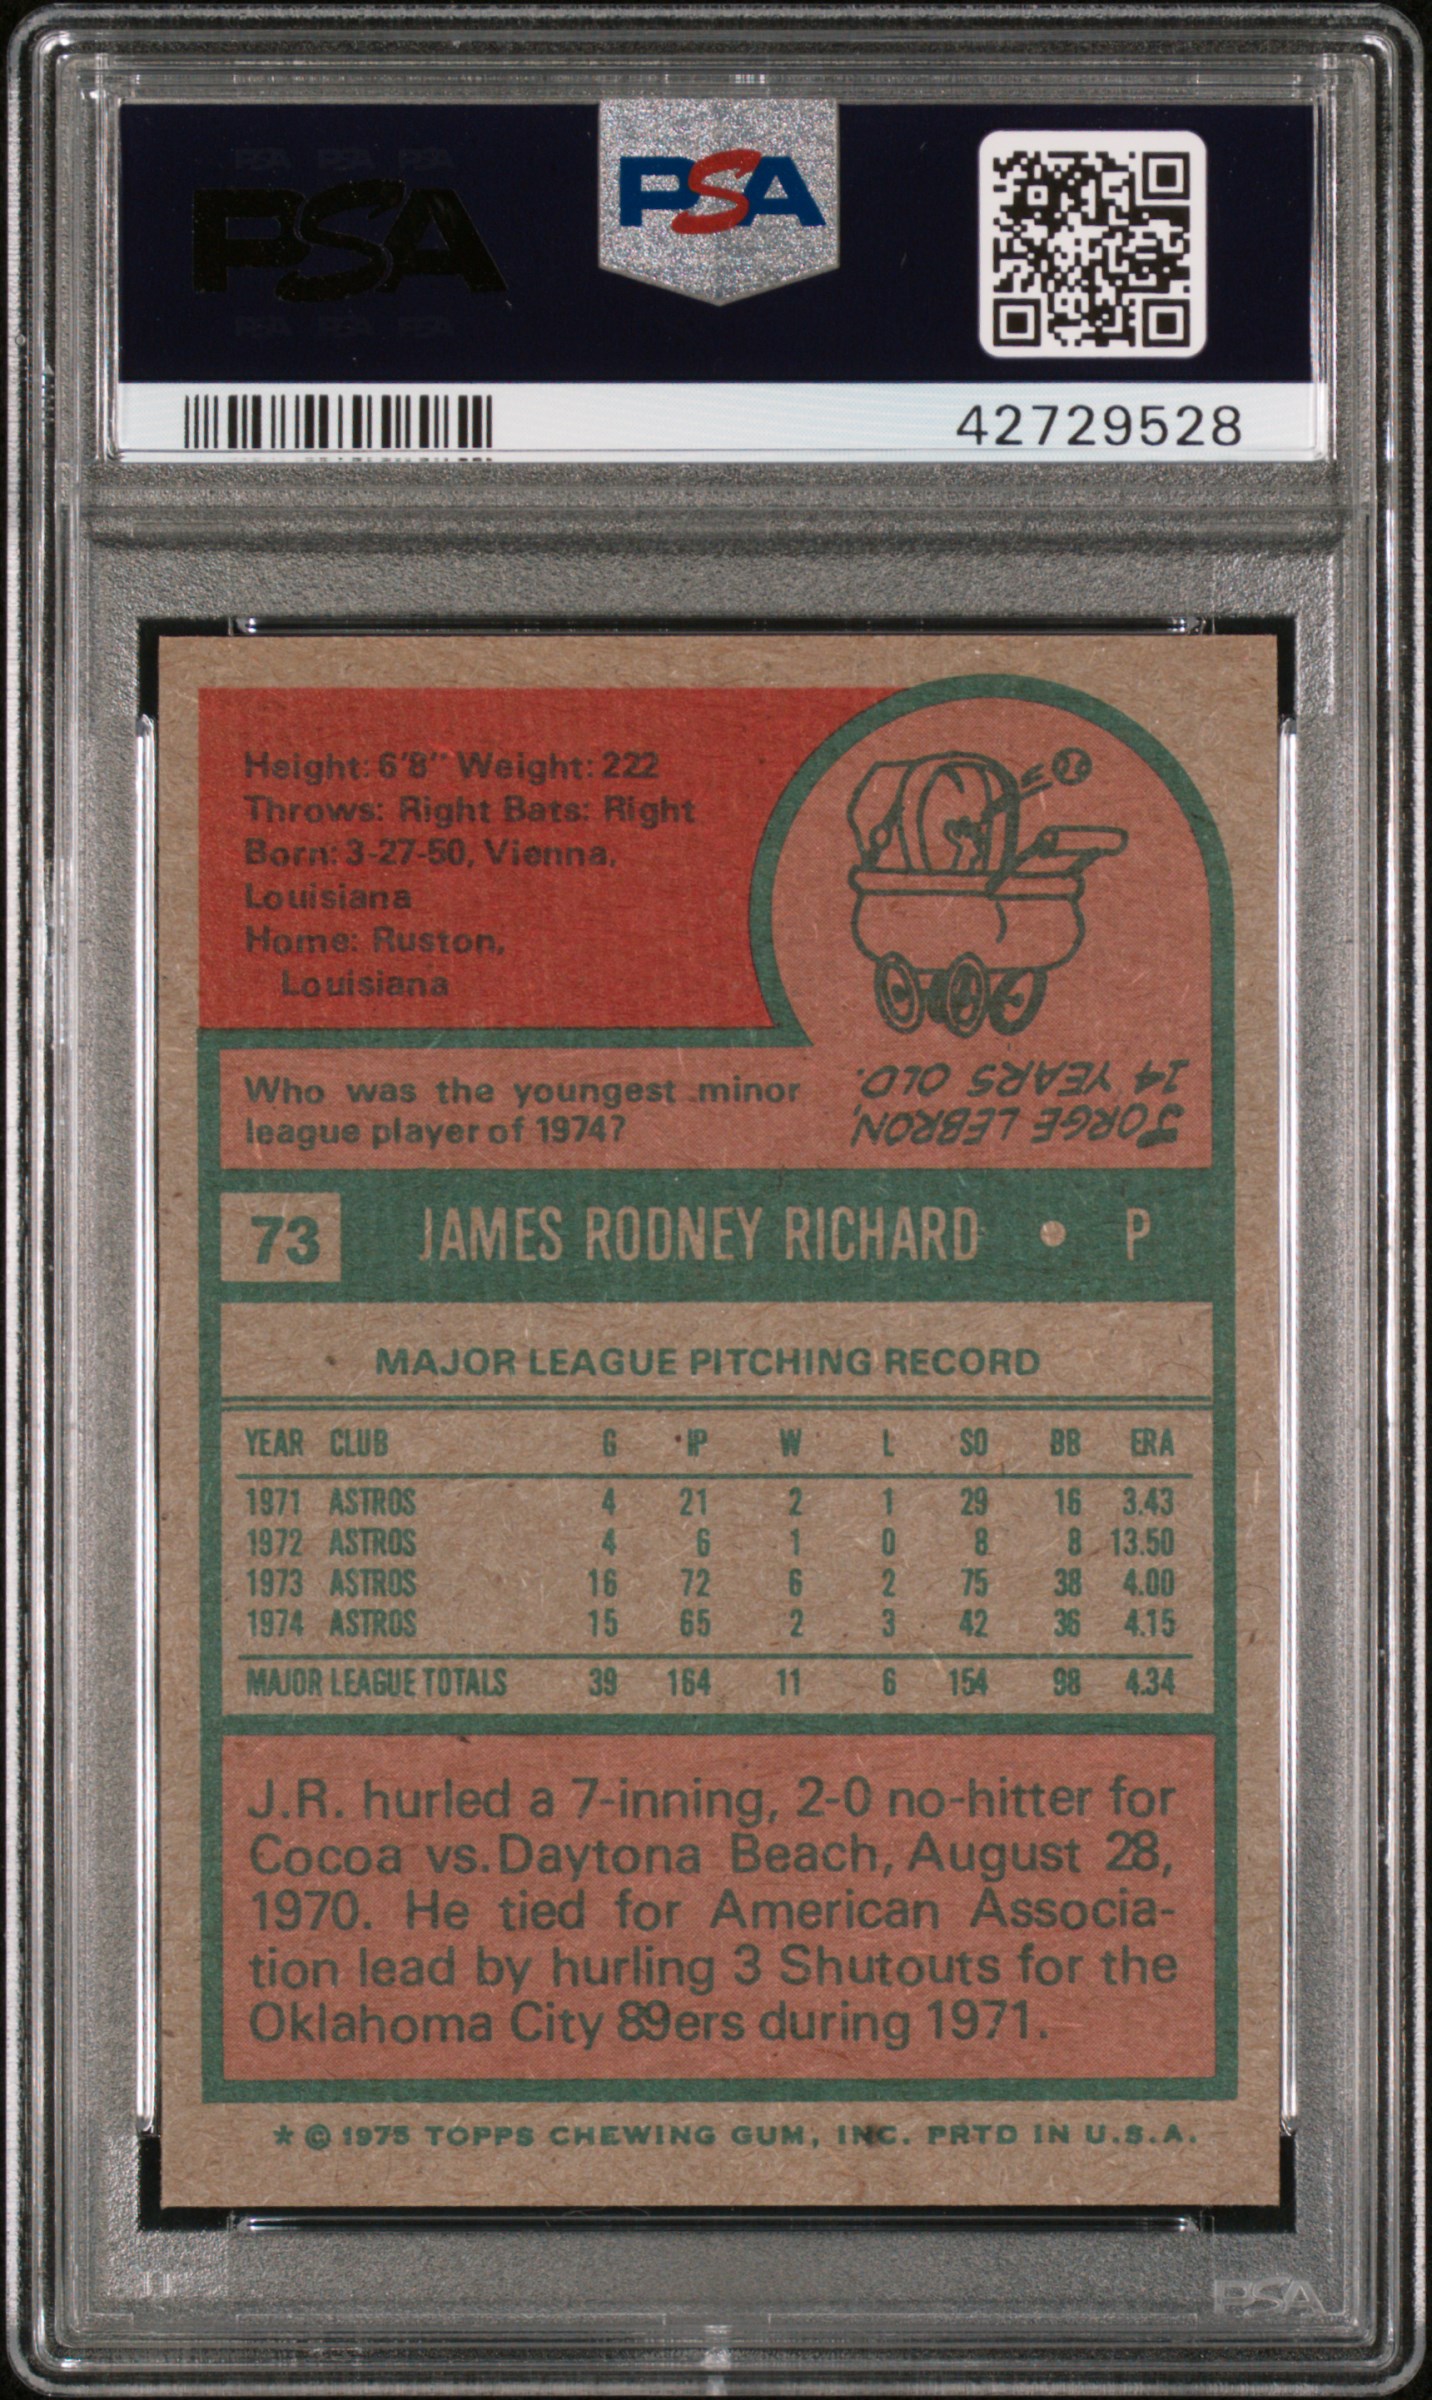 PSA PSA PSA
PSA
PSA PSA PSA
PSA
42729528
Height: 6'8" Weight: 222
Throws: Right Bats: Right
Born: 3-27-50, Vienna,
Louisiana
Home: Ruston,
Louisiana
Who was the youngest minor
league player of 1974?
JORGE LEBRON,
14 YEARS OLD.
73 JAMES RODNEY RICHARD • P
MAJOR LEAGUE PITCHING RECORD
YEAR CLUB G IP W L SO BB ERA
1971 ASTROS 4 21 2 1 29 16 3.43
1972 ASTROS 4 6 1 0 8 8 13.50
1973 ASTROS 16 72 6 2 75 38 4.00
1974 ASTROS 15 65 2 3 42 36 4.15
MAJOR LEAGUE TOTALS 39 164 11 6 154 98 4.34
J.R. hurled a 7-inning, 2-0 no-hitter for
Cocoa vs. Daytona Beach, August 28,
1970. He tied for American Associa-
tion lead by hurling 3 Shutouts for the
Oklahoma City 89ers during 1971.
* © 1975 TOPPS CHEWING GUM, INC. PRTD IN U.S.A.
PSA